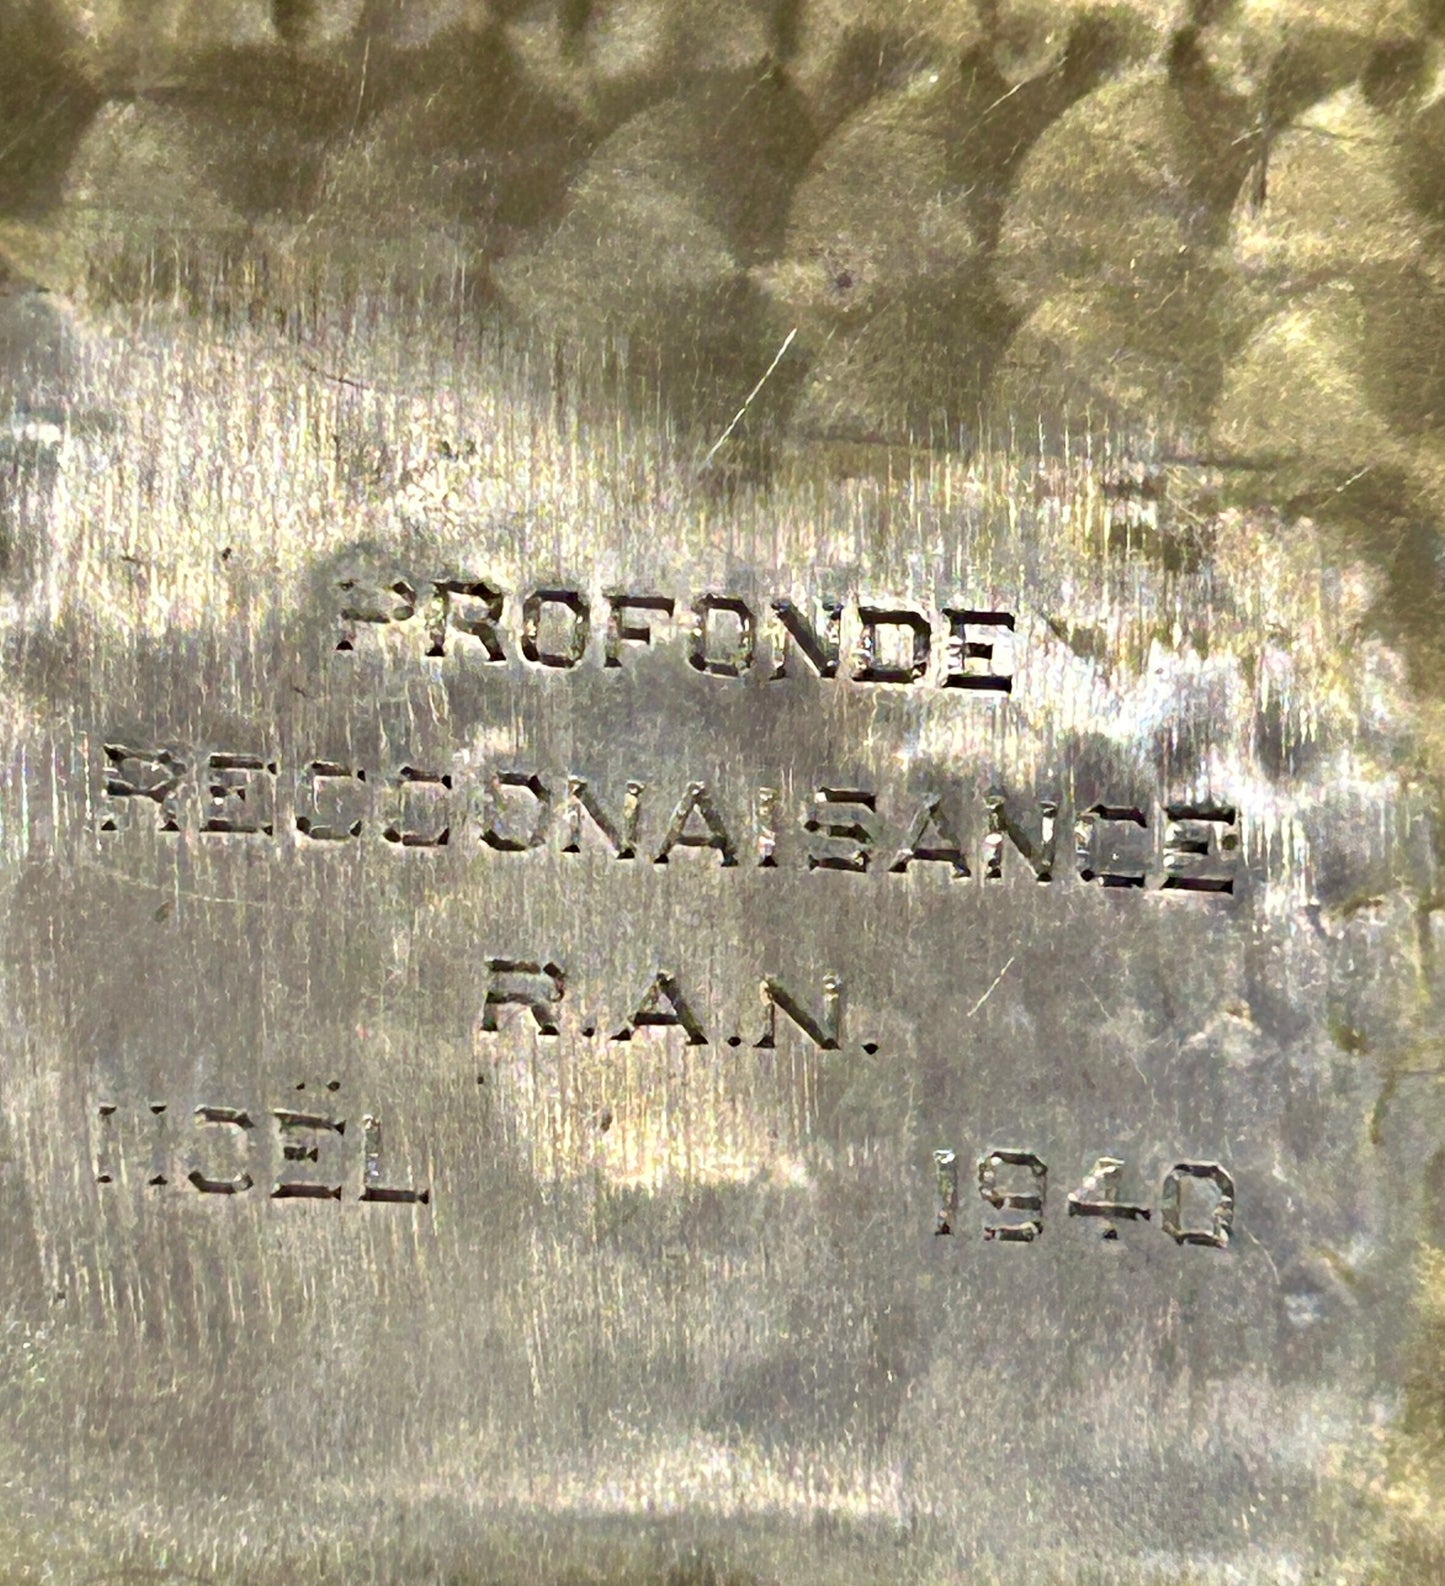 PROFONDE
RECCONAISANCE
R.A.N.
NOËL 1940